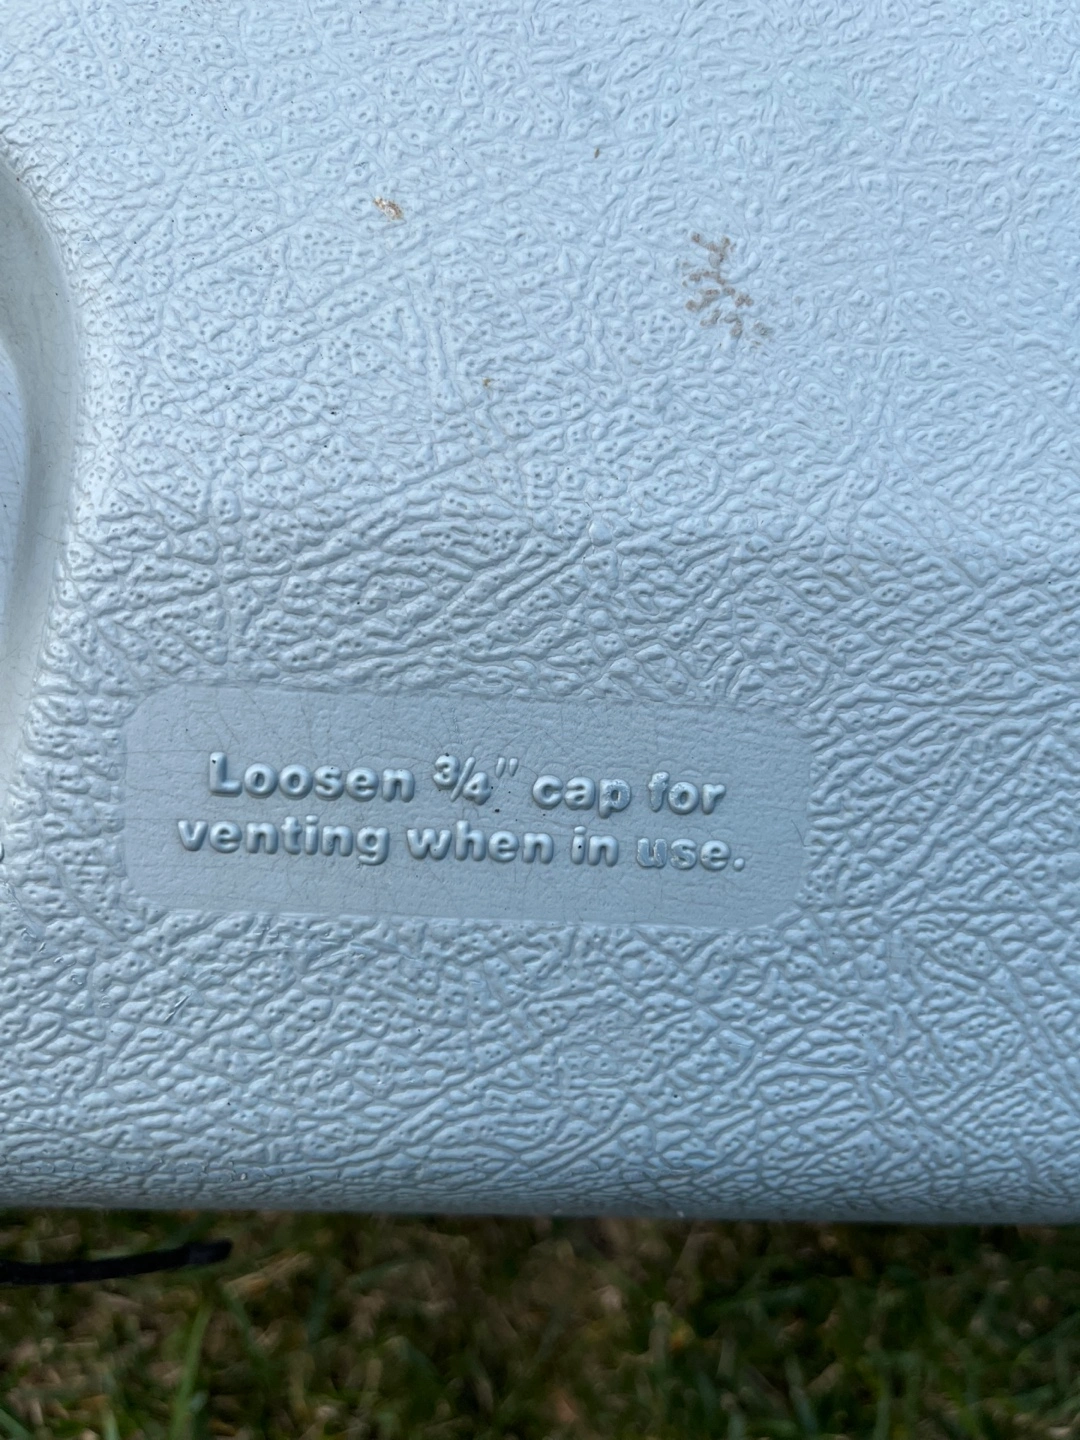 Loosen ¾" cap for
venting when in use.